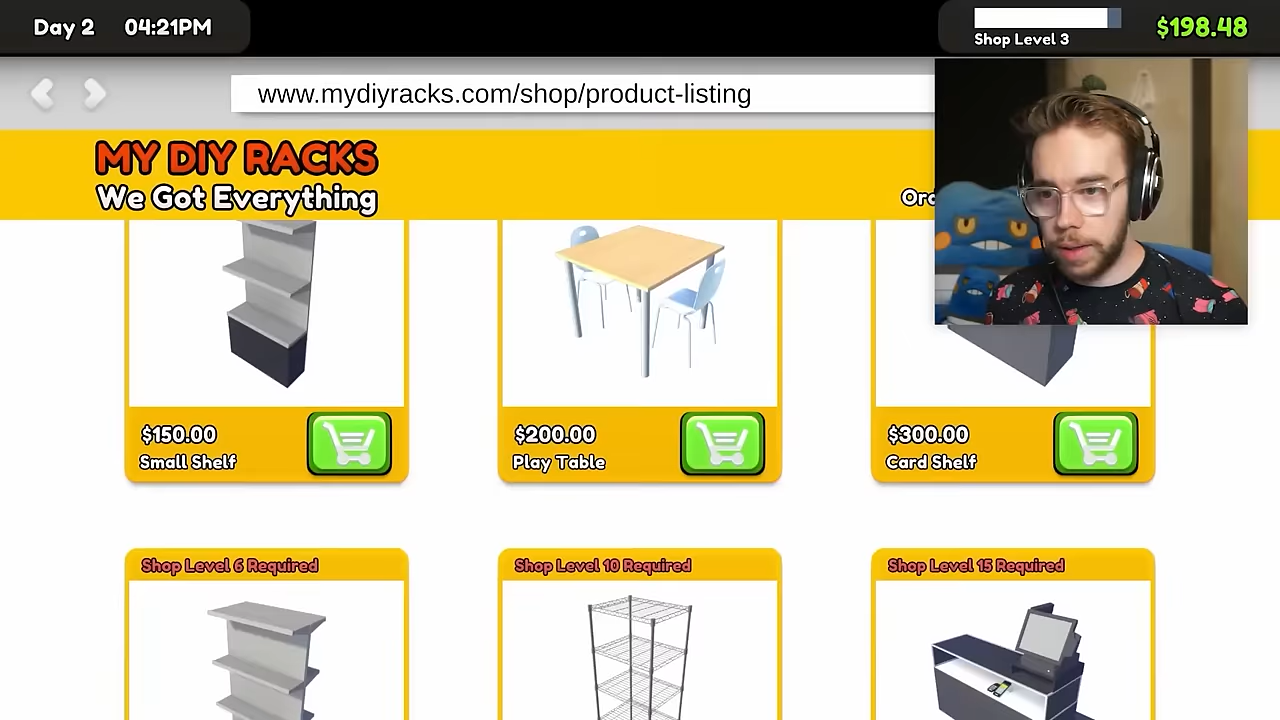 Day 2 04:21PM
Shop Level 3
$198.48
www.mydiyracks.com/shop/product-listing
MY DIY RACKS
We Got Everything
$150.00
Small Shelf
$200.00
Play Table
$300.00
Card Shelf
Shop Level 6 Required
Shop Level 10 Required
Shop Level 15 Required